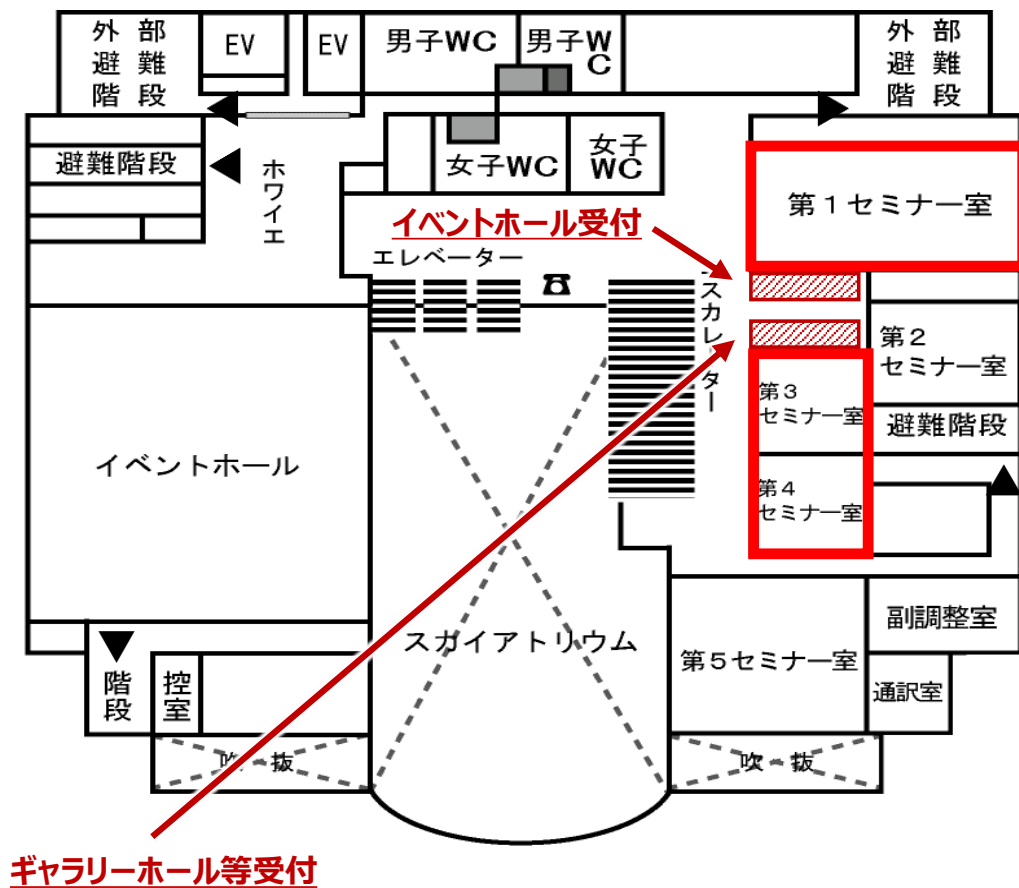 外部
避難
階段
EV
EV
男子WC
男子W
C
外部
避難
階段
避難階段
ホワイエ
女子WC
女子
WC
第1セミナー室
イベントホール受付
エレベーター
スカレーター
第2
セミナー室
第3
セミナー室
避難階段
イベントホール
第4
セミナー室
スカイアトリウム
副調整室
第5セミナー室
階段
控室
通訳室
吹・抜
吹・抜
ギャラリーホール等受付